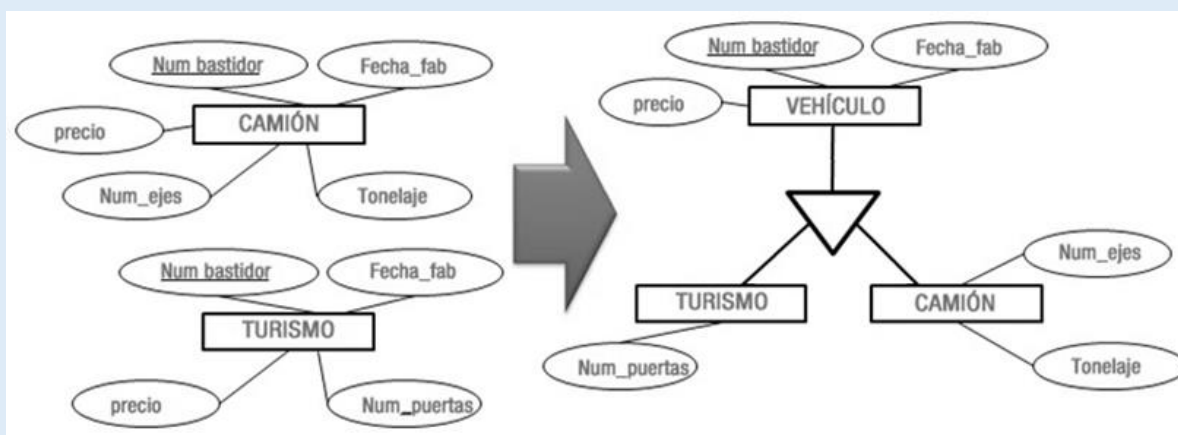 Num bastidor
Fecha_fab
CAMIÓN
precio
Num_ejes
Tonelaje
Num bastidor
Fecha_fab
TURISMO
precio
Num_puertas
Num bastidor
Fecha_fab
precio
VEHÍCULO
Num_ejes
TURISMO
CAMIÓN
Num_puertas
Tonelaje